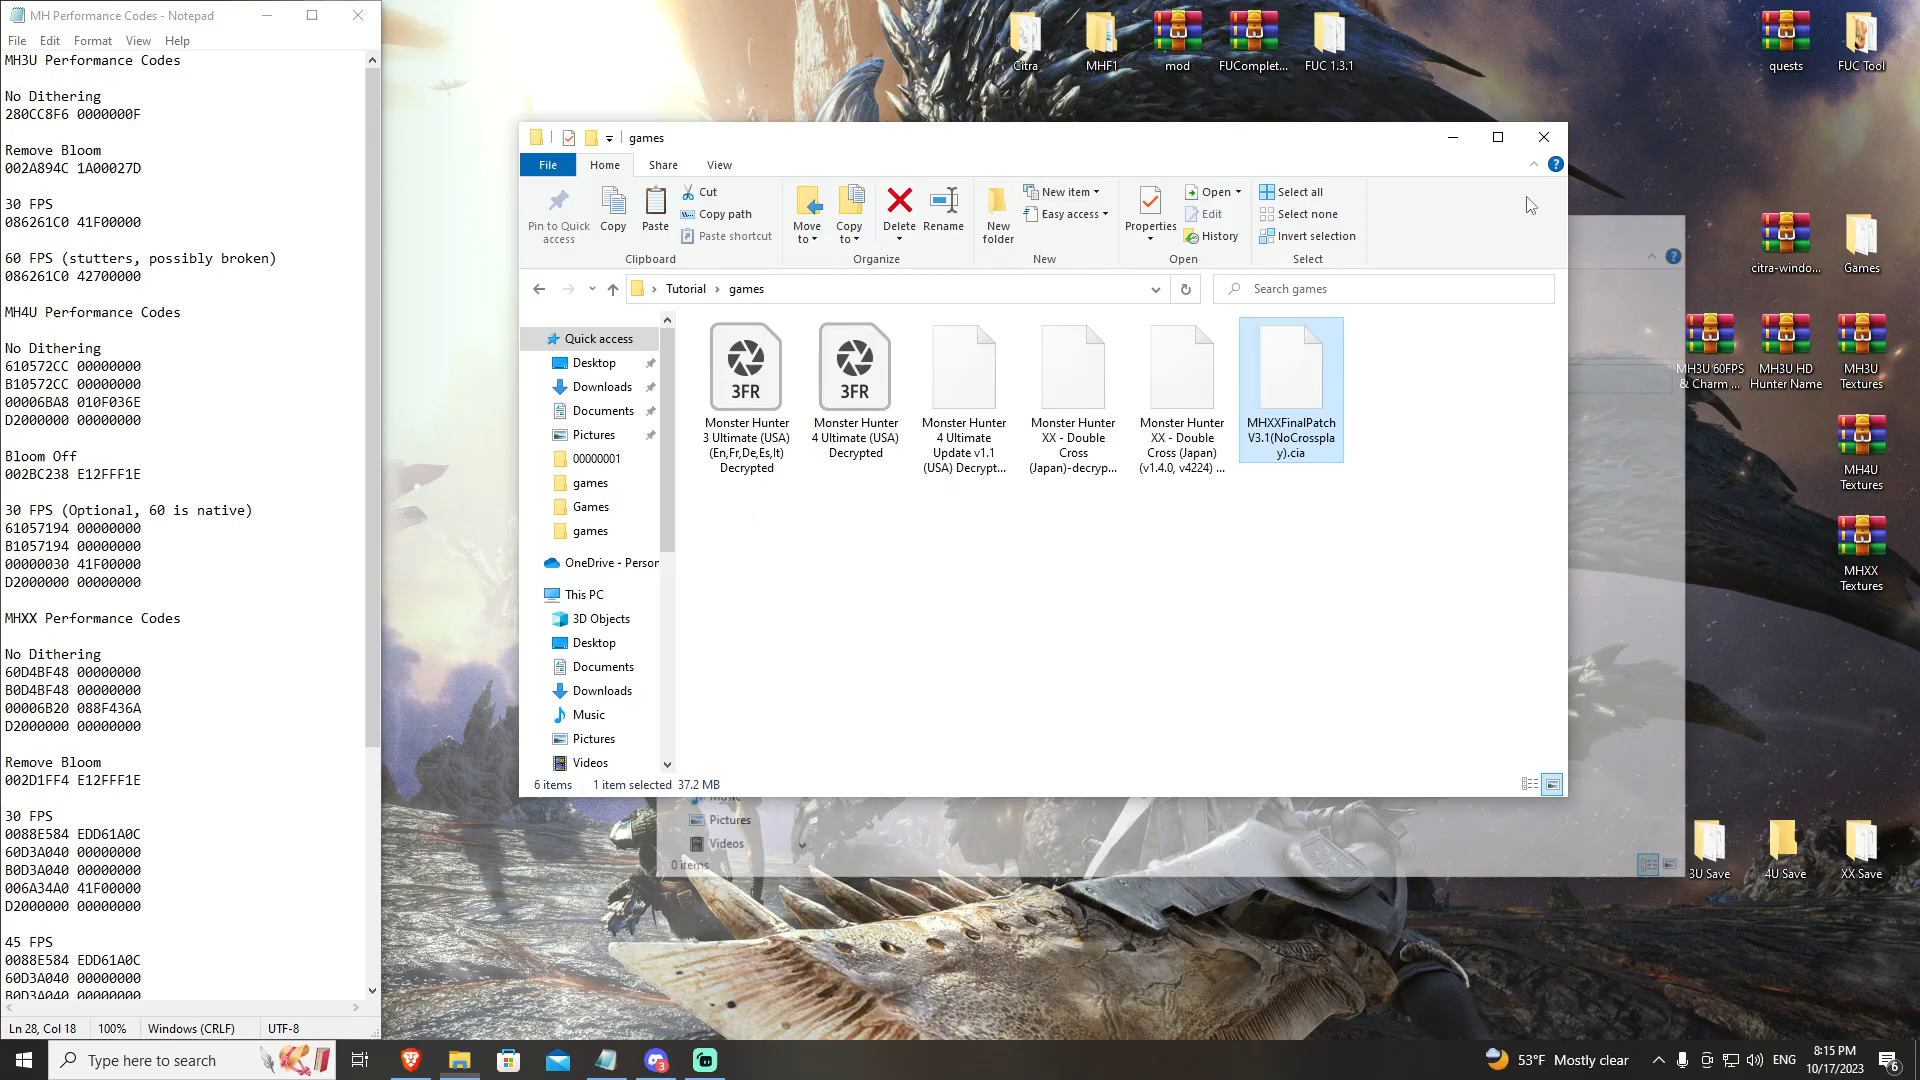 MH Performance Codes - Notepad
File Edit Format View Help
MH3U Performance Codes
No Dithering
280CC8F6 0000000F
Remove Bloom
002A894C 1A00027D
30 FPS
086261C0 41F00000
60 FPS (stutters, possibly broken)
086261C0 42700000
MH4U Performance Codes
No Dithering
610572CC 00000000
B10572CC 00000000
00006BA8 010F036E
D2000000 00000000
Bloom Off
002BC238 E12FFF1E
30 FPS (Optional, 60 is native)
61057194 00000000
B1057194 00000000
00000030 41F00000
D2000000 00000000
MHXX Performance Codes
No Dithering
60D4BF48 00000000
B0D4BF48 00000000
00006B20 088F436A
D2000000 00000000
Remove Bloom
002D1FF4 E12FFF1E
30 FPS
0088E584 EDD61A0C
60D3A040 00000000
B0D3A040 00000000
006A34A0 41F00000
D2000000 00000000
45 FPS
0088E584 EDD61A0C
60D3A040 00000000
B0D3A040 00000000
Ln 28, Col 18 100% Windows (CRLF) UTF-8
Citra
MHF1
mod
FUComplet...
FUC 1.3.1
quests
FUC Tool
games
File Home Share View
Pin to Quick
access
Copy
Paste
Cut
Copy path
Paste shortcut
Clipboard
Move
to
Copy
to
Delete
Rename
Organize
New
folder
New item
Easy access
New
Properties
Open
Edit
History
Open
Select all
Select none
Invert selection
Select
Tutorial
games
Search games
Quick access
Desktop
Downloads
Documents
Pictures
00000001
games
Games
games
OneDrive - Person
This PC
3D Objects
Desktop
Documents
Downloads
Music
Pictures
Videos
3FR
Monster Hunter
3 Ultimate (USA)
(En,Fr,De,Es,It)
Decrypted
3FR
Monster Hunter
4 Ultimate (USA)
Decrypted
Monster Hunter
4 Ultimate
Update v1.1
(USA) Decrypt...
Monster Hunter
XX - Double
Cross
(Japan)-decryp...
Monster Hunter
XX - Double
Cross (Japan)
(v1.4.0, v4224) ...
MHXXFinalPatch
V3.1(NoCrosspla
y).cia
6 items 1 item selected 37.2 MB
Music
Pictures
Videos
0 items
citra-windo...
Games
MH3U 60FPS
& Charm ...
MH3U HD
Hunter Name
MH3U
Textures
MH4U
Textures
MHXX
Textures
3U Save
4U Save
XX Save
Type here to search
3
53°F Mostly clear
ENG
8:15 PM
10/17/2023
6